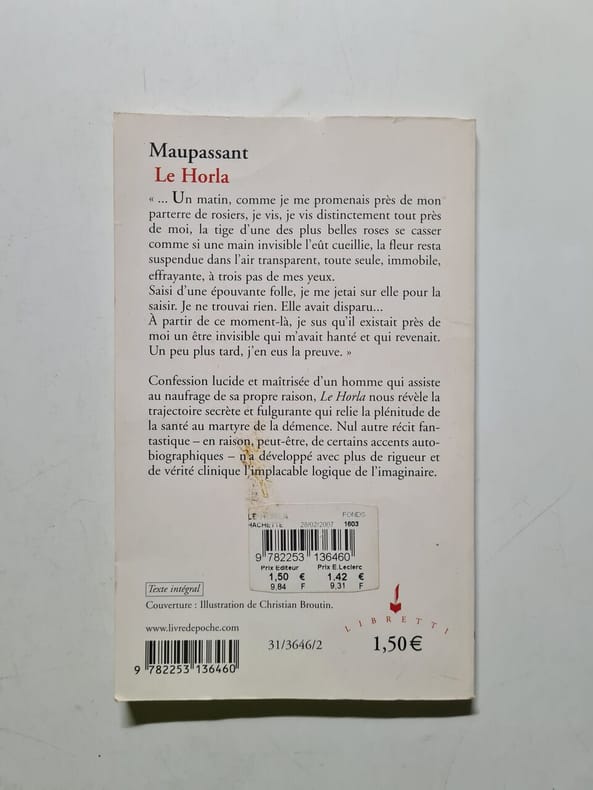 Maupassant
Le Horla
« ... Un matin, comme je me promenais près de mon
parterre de rosiers, je vis, je vis distinctement tout près
de moi, la tige d'une des plus belles roses se casser
comme si une main invisible l'eût cueillie, la fleur resta
suspendue dans l'air transparent, toute seule, immobile,
effrayante, à trois pas de mes yeux.
Saisi d'une épouvante folle, je me jetai sur elle pour la
saisir. Je ne trouvai rien. Elle avait disparu...
À partir de ce moment-là, je sus qu'il existait près de
moi un être invisible qui m'avait hanté et qui revenait.
Un peu plus tard, j'en eus la preuve. »
Confession lucide et maîtrisée d'un homme qui assiste
au naufrage de sa propre raison, Le Horla nous révèle la
trajectoire secrète et fulgurante qui relie la plénitude de
la santé au martyre de la démence. Nul autre récit fan-
tastique – en raison, peut-être, de certains accents auto-
biographiques – n'a développé avec plus de rigueur et
de vérité clinique l'implacable logique de l'imaginaire.
LE FONDS
HACHETTE 28/02/2007 1603
9 782253 136460
Prix Editeur Prix E.Leclerc
1,50 € 1,42 €
9,84 F 9,31 F
Texte intégral
Couverture : Illustration de Christian Broutin.
LIBRETTI
www.livredepoche.com
31/3646/2
1,50 €
9 782253 136460